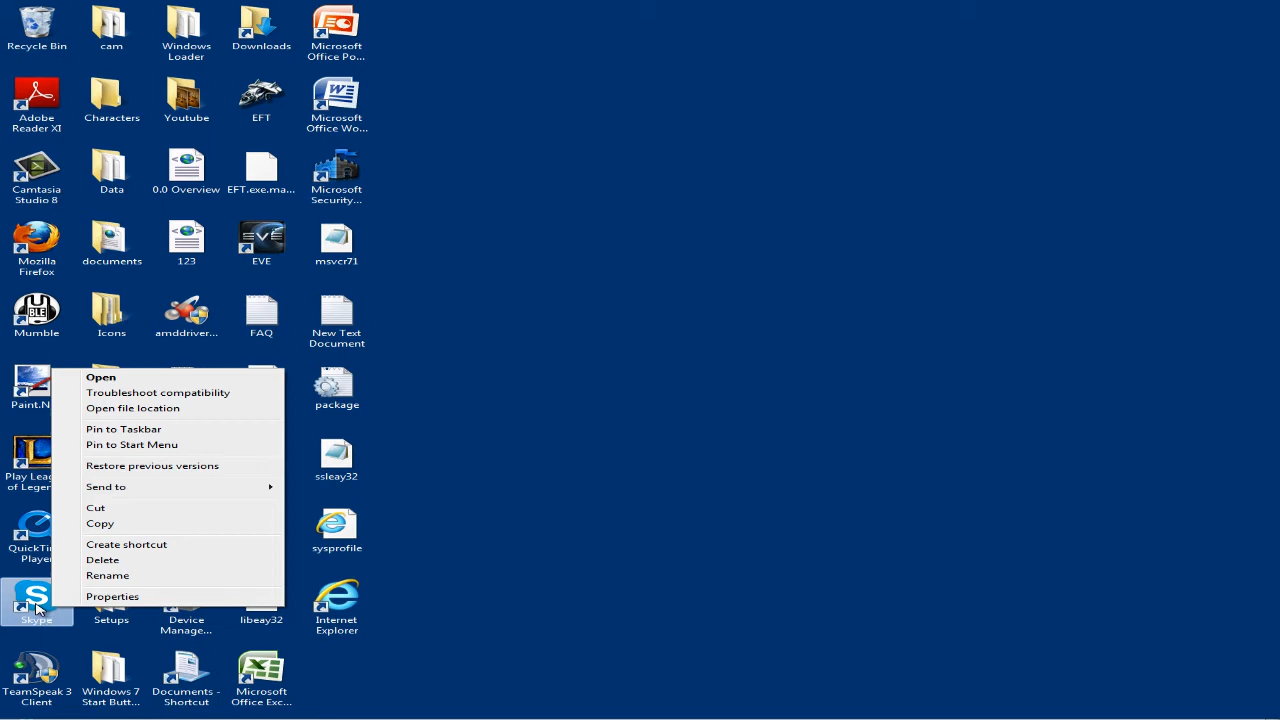 Recycle Bin
cam
Windows
Loader
Downloads
Microsoft
Office Po...
Adobe
Reader XI
Characters
Youtube
EFT
Microsoft
Office Wo...
Camtasia
Studio 8
Data
0.0 Overview
EFT.exe.ma...
Microsoft
Security...
Mozilla
Firefox
documents
123
EVE
EVE
msvcr71
BLE
Mumble
Icons
amddriver...
FAQ
New Text
Document
Paint.N
package
Play Lea
of Leger
ssleay32
QuickTi
Player
sysprofile
Skype
Setups
Device
Manage...
libeay32
Internet
Explorer
TeamSpeak 3
Client
Windows 7
Start Butt...
Documents -
Shortcut
Microsoft
Office Exc...
Open
Troubleshoot compatibility
Open file location
Pin to Taskbar
Pin to Start Menu
Restore previous versions
Send to
Cut
Copy
Create shortcut
Delete
Rename
Properties